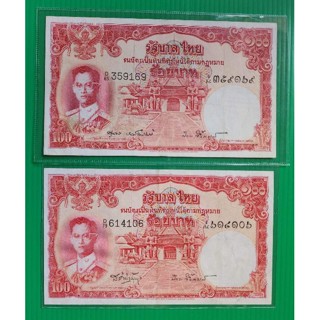 รัฐบาลไทย
ธนบัตรเป็นเงินที่ชำระหนี้ได้ตามกฎหมาย
359169 ๓๕๙๑๖๙
ร้อยบาท
100
รัฐบาลไทย
ธนบัตรเป็นเงินที่ชำระหนี้ได้ตามกฎหมาย
614106 ๖๑๔๑๐๖
ร้อยบาท
100